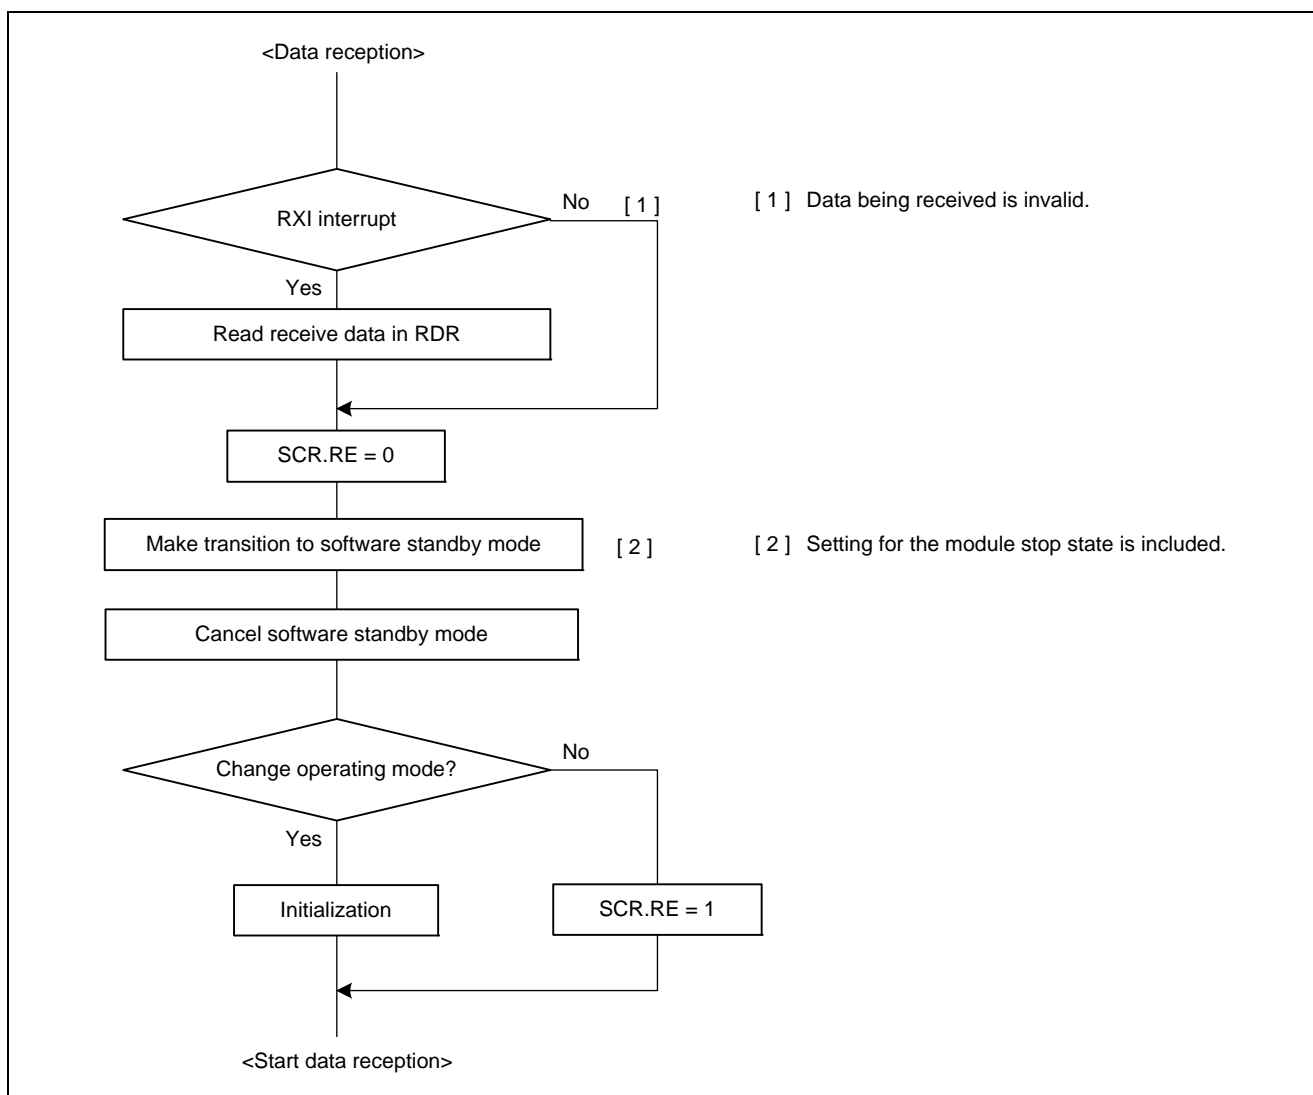 <Data reception>
RXI interrupt
No [ 1 ]
[ 1 ] Data being received is invalid.
Yes
Read receive data in RDR
SCR.RE = 0
Make transition to software standby mode
[ 2 ]
[ 2 ] Setting for the module stop state is included.
Cancel software standby mode
Change operating mode?
No
Yes
Initialization
SCR.RE = 1
<Start data reception>